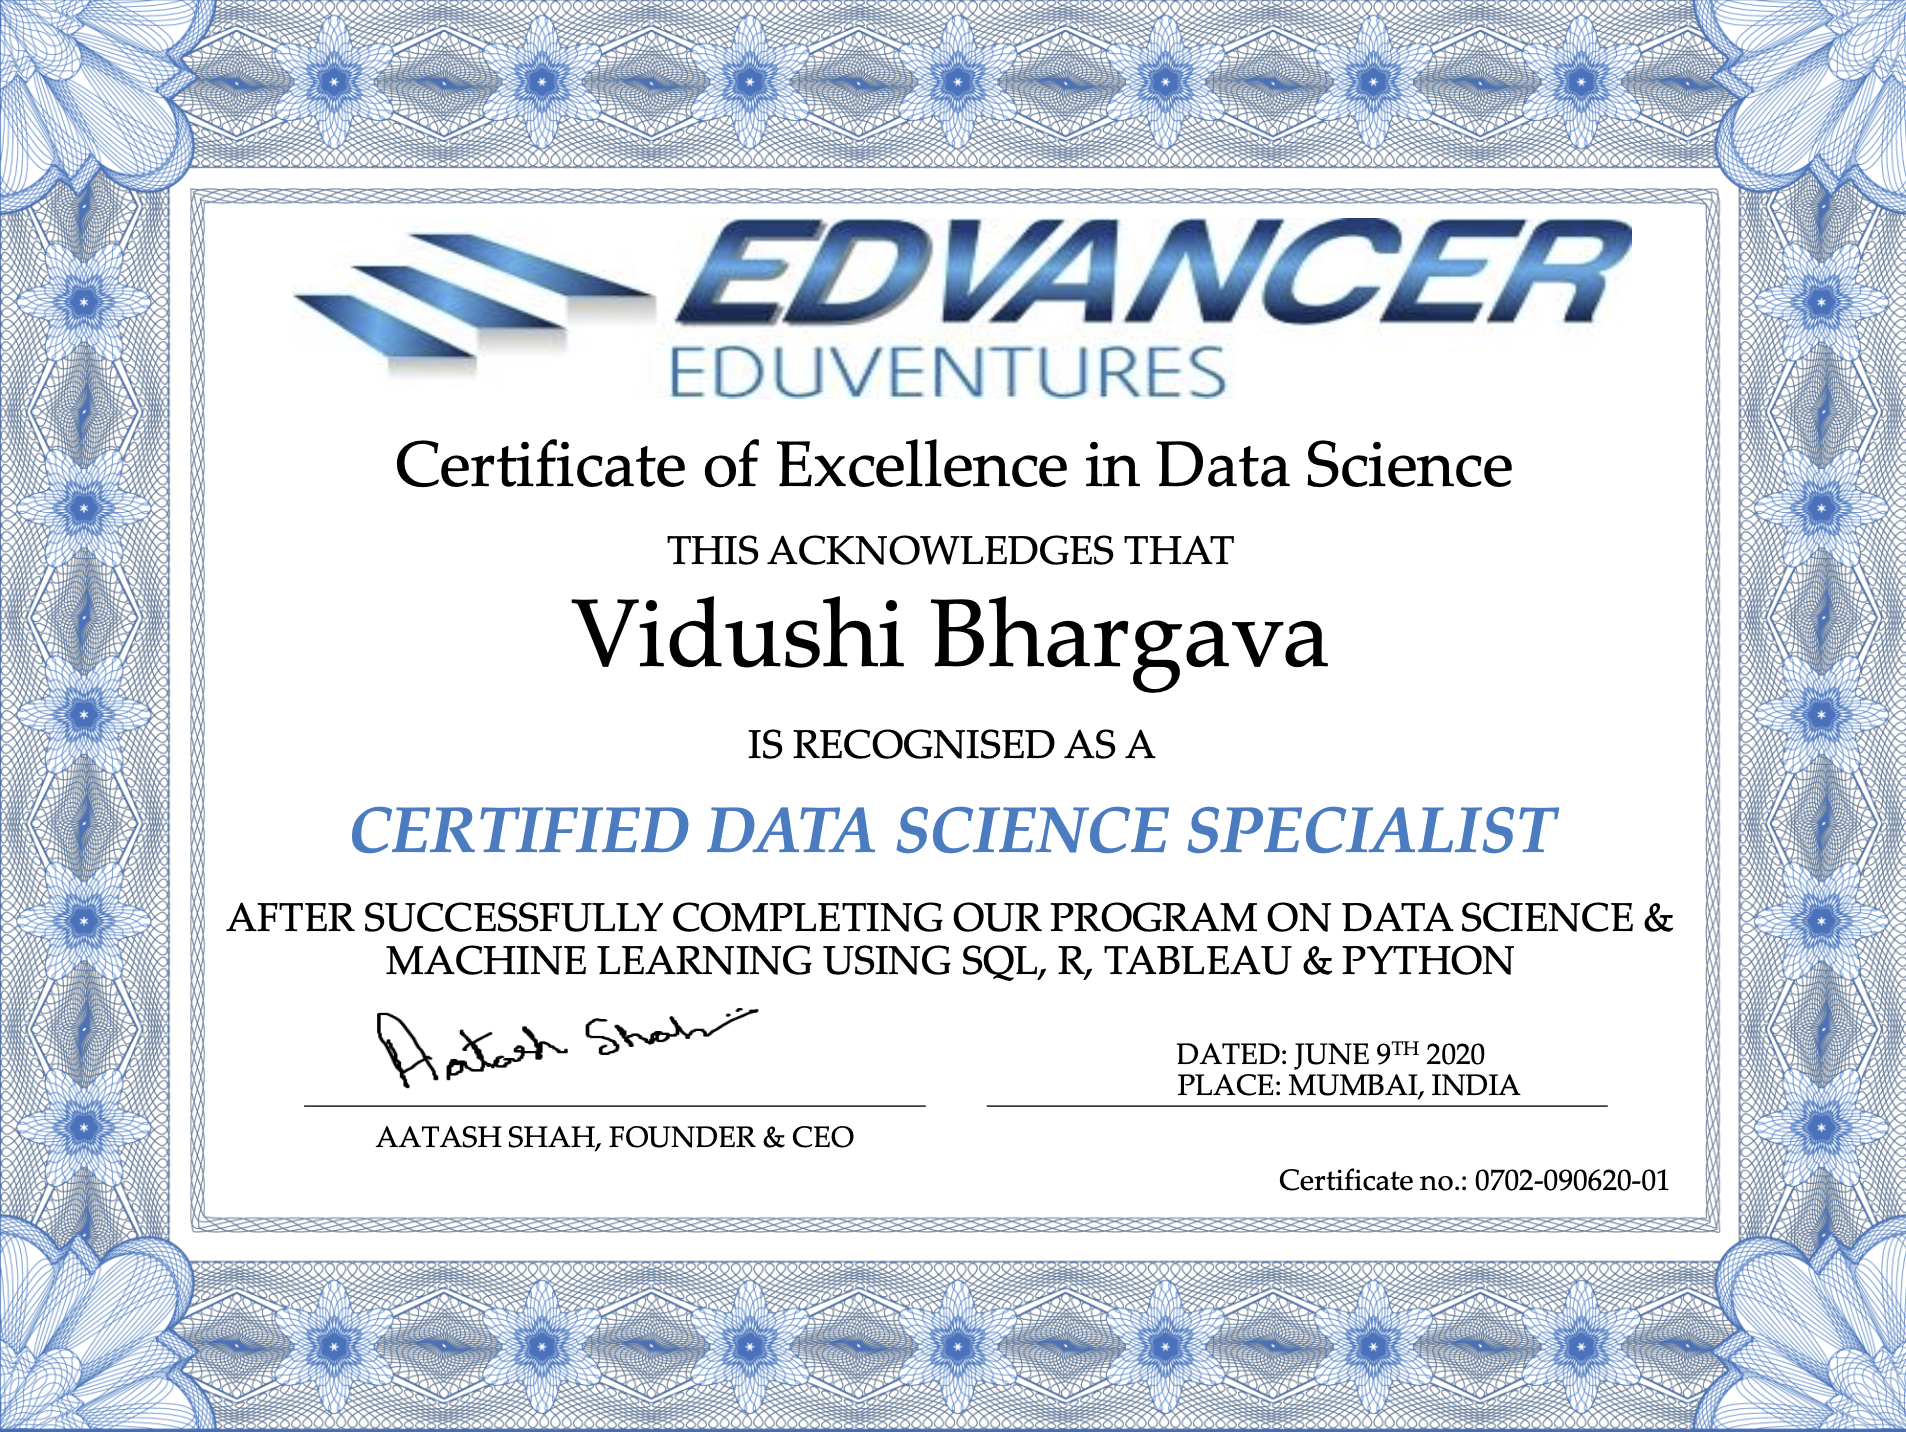 EDVANCER
EDUVENTURES
Certificate of Excellence in Data Science
THIS ACKNOWLEDGES THAT
Vidushi Bhargava
IS RECOGNISED AS A
CERTIFIED DATA SCIENCE SPECIALIST
AFTER SUCCESSFULLY COMPLETING OUR PROGRAM ON DATA SCIENCE &
MACHINE LEARNING USING SQL, R, TABLEAU & PYTHON
Aatash Shah
DATED: JUNE 9TH 2020
PLACE: MUMBAI, INDIA
AATASH SHAH, FOUNDER & CEO
Certificate no.: 0702-090620-01